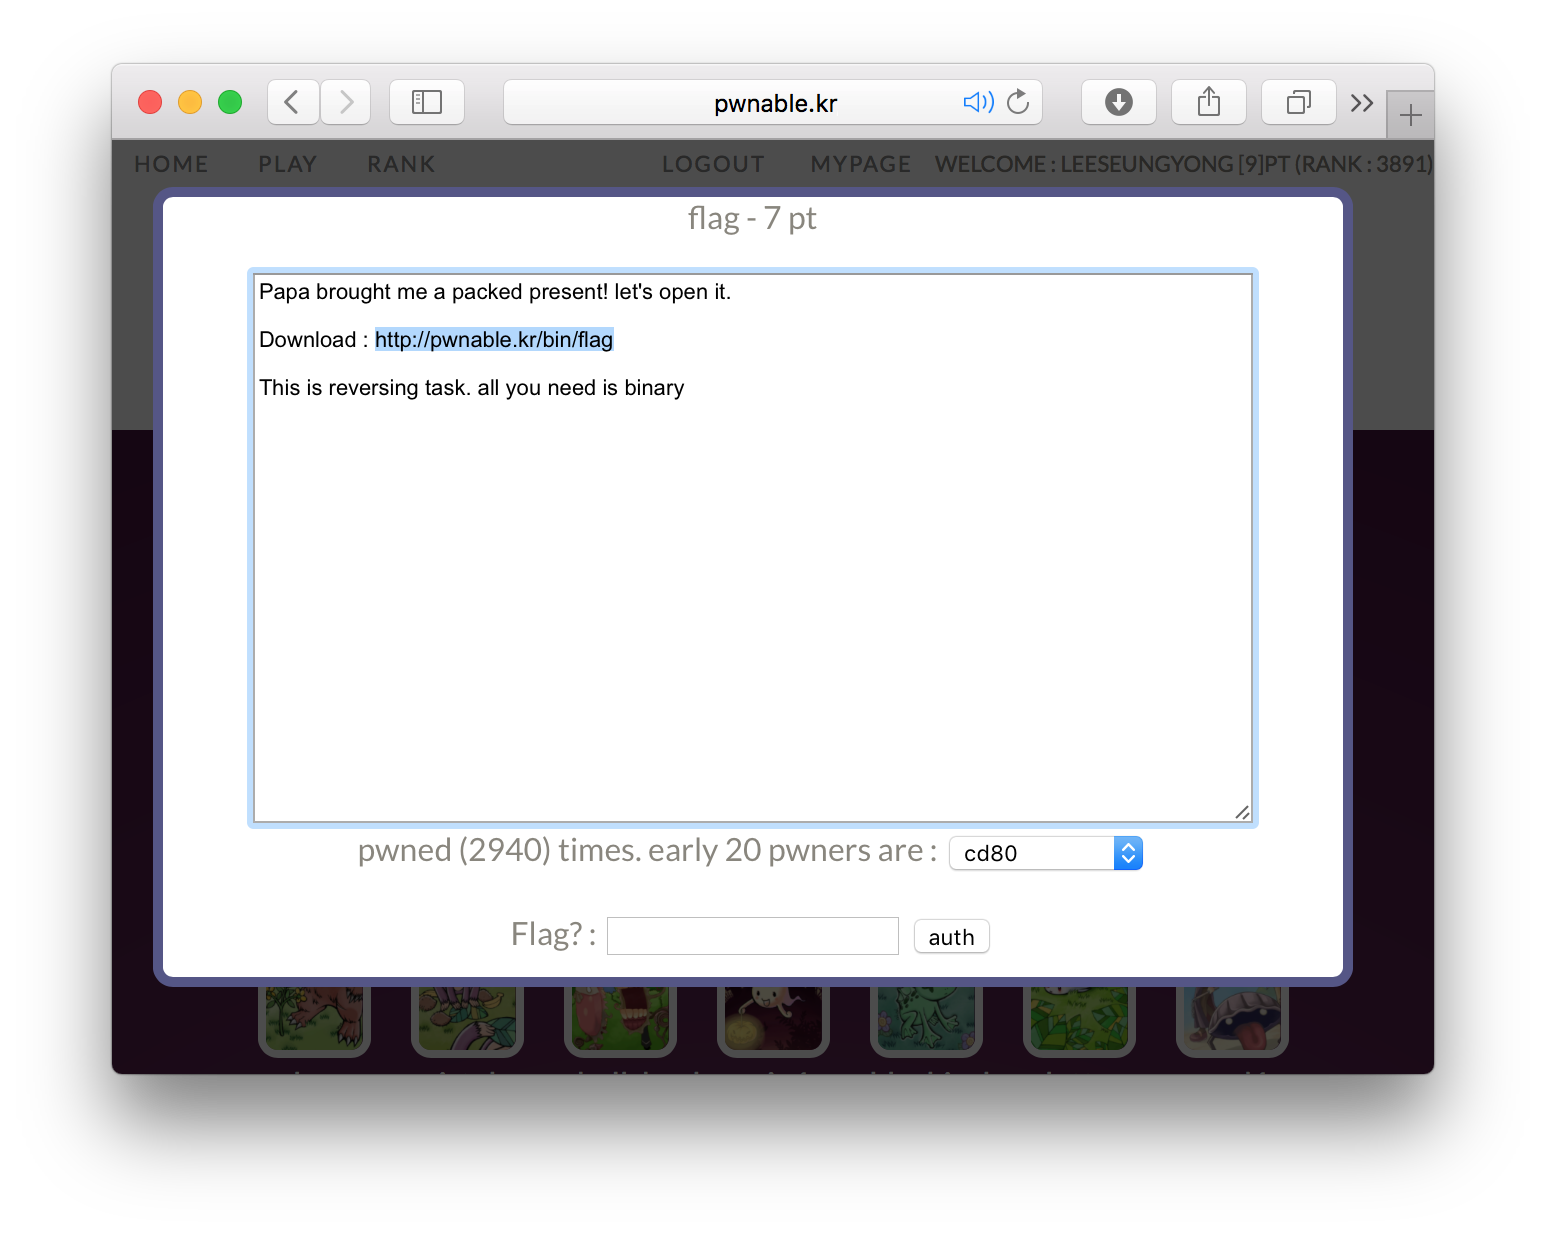 pwnable.kr
HOME PLAY RANK LOGOUT MYPAGE WELCOME : LEESEUNGYONG [9]PT (RANK : 3891)
flag - 7 pt
Papa brought me a packed present! let's open it.
Download : http://pwnable.kr/bin/flag
This is reversing task. all you need is binary
pwned (2940) times. early 20 pwners are : cd80
Flag? : auth